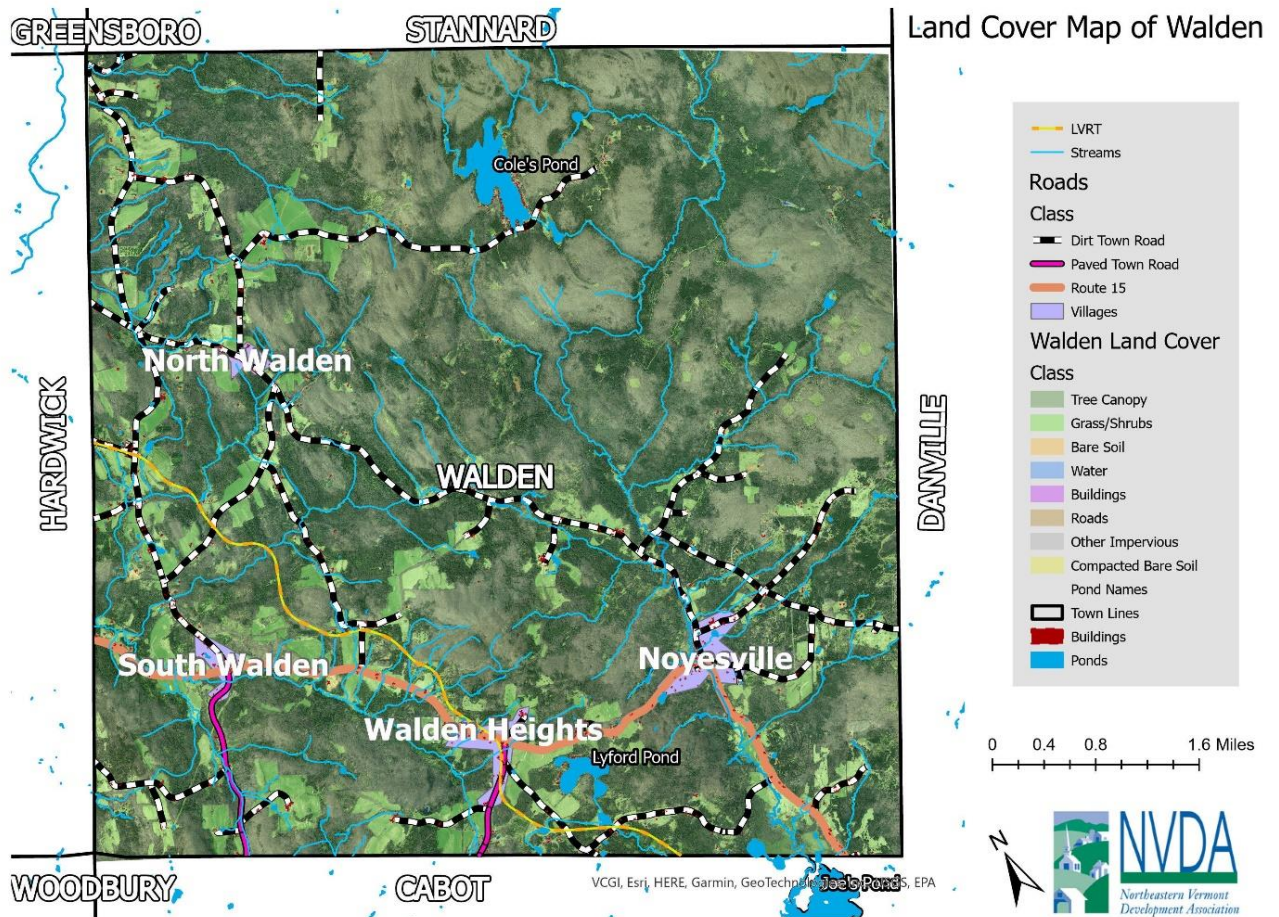 GREENSBORO
STANNARD
Land Cover Map of Walden
LVRT
Streams
Roads
Class
Dirt Town Road
Paved Town Road
Route 15
Villages
Walden Land Cover
Class
Tree Canopy
Grass/Shrubs
Bare Soil
Water
Buildings
Roads
Other Impervious
Compacted Bare Soil
Pond Names
Town Lines
Buildings
Ponds
Cole's Pond
North Walden
HARDWICK
WALDEN
DANVILLE
South Walden
Noyesville
Walden Heights
Lyford Pond
0 0.4 0.8 1.6 Miles
N
NVDA
Northeastern Vermont
Development Association
WOODBURY
CABOT
VCGI, Esri, HERE, Garmin, EPA
Joe's Pond